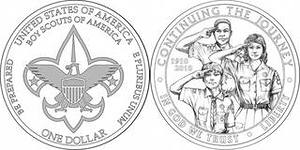 UNITED STATES OF AMERICA
BOY SCOUTS OF AMERICA
BE PREPARED
E PLURIBUS UNUM
ONE DOLLAR
CONTINUING THE JOURNEY
1910
2010
IN GOD WE TRUST
LIBERTY